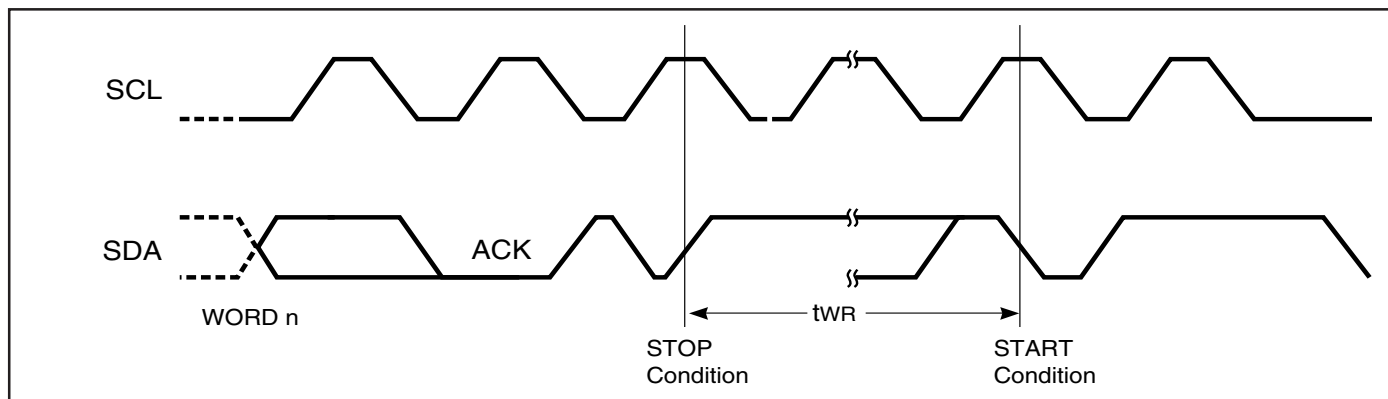 SCL
SDA
ACK
WORD n
tWR
STOP
Condition
START
Condition